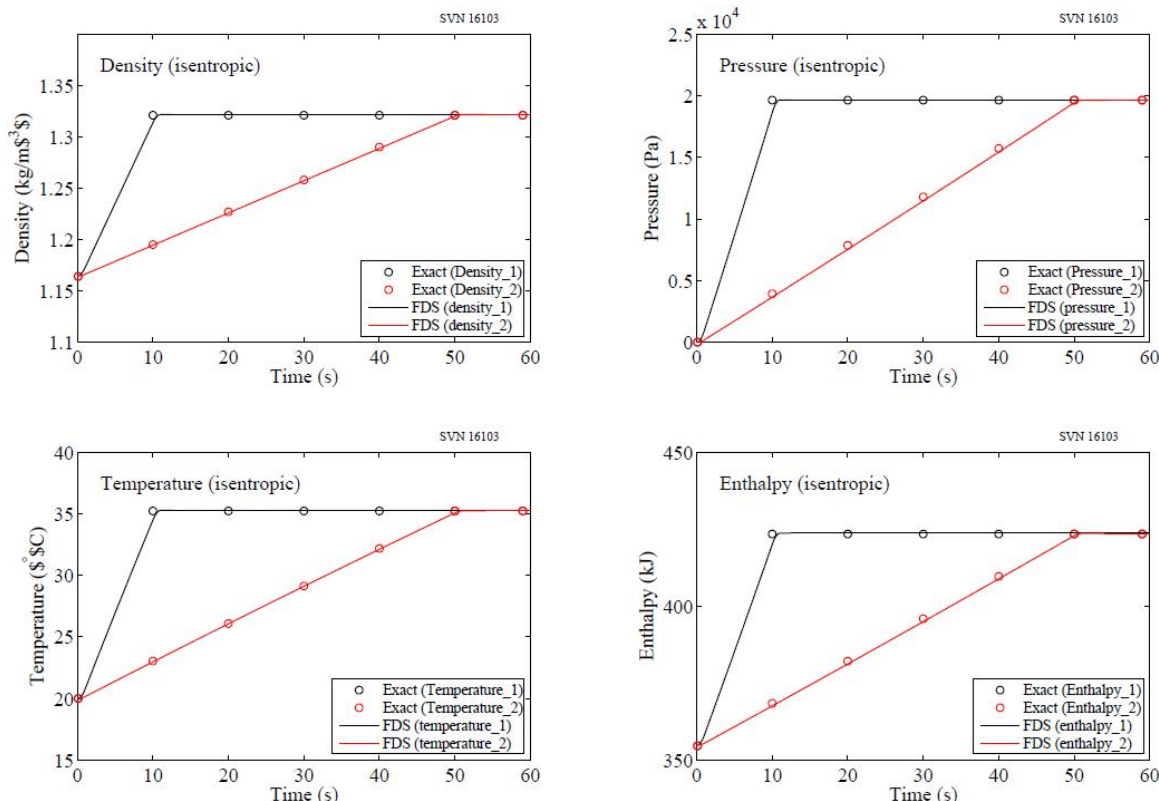 SVN 16103
Density (isentropic)
1.35
1.3
1.25
1.2
1.15
1.1
Density (kg/m$³$)
Exact (Density_1)
Exact (Density_2)
FDS (density_1)
FDS (density_2)
0 10 20 30 40 50 60
Time (s)
SVN 16103
x 10⁴
Pressure (isentropic)
2.5
2
1.5
1
0.5
0
Pressure (Pa)
Exact (Pressure_1)
Exact (Pressure_2)
FDS (pressure_1)
FDS (pressure_2)
0 10 20 30 40 50 60
Time (s)
SVN 16103
Temperature (isentropic)
40
35
30
25
20
15
Temperature ($°$C)
Exact (Temperature_1)
Exact (Temperature_2)
FDS (temperature_1)
FDS (temperature_2)
0 10 20 30 40 50 60
Time (s)
SVN 16103
Enthalpy (isentropic)
450
400
350
Enthalpy (kJ)
Exact (Enthalpy_1)
Exact (Enthalpy_2)
FDS (enthalpy_1)
FDS (enthalpy_2)
0 10 20 30 40 50 60
Time (s)